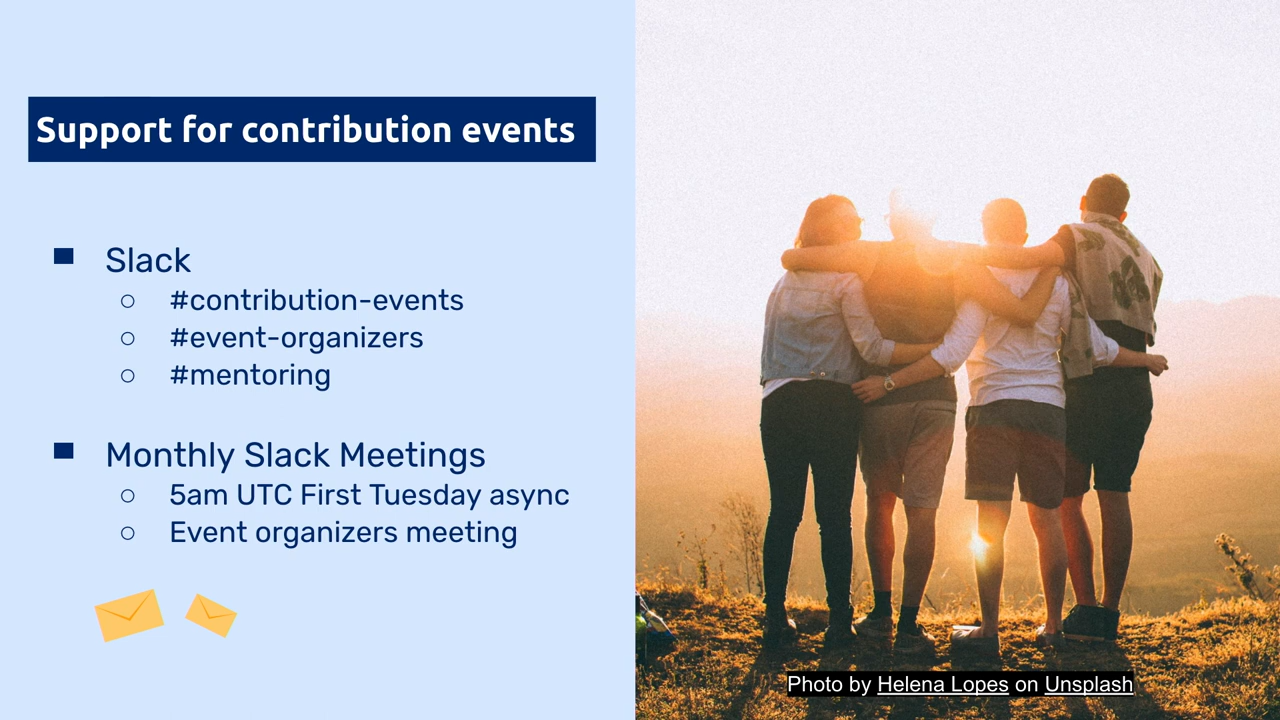 Support for contribution events
Slack
#contribution-events
#event-organizers
#mentoring
Monthly Slack Meetings
5am UTC First Tuesday async
Event organizers meeting
Photo by Helena Lopes on Unsplash